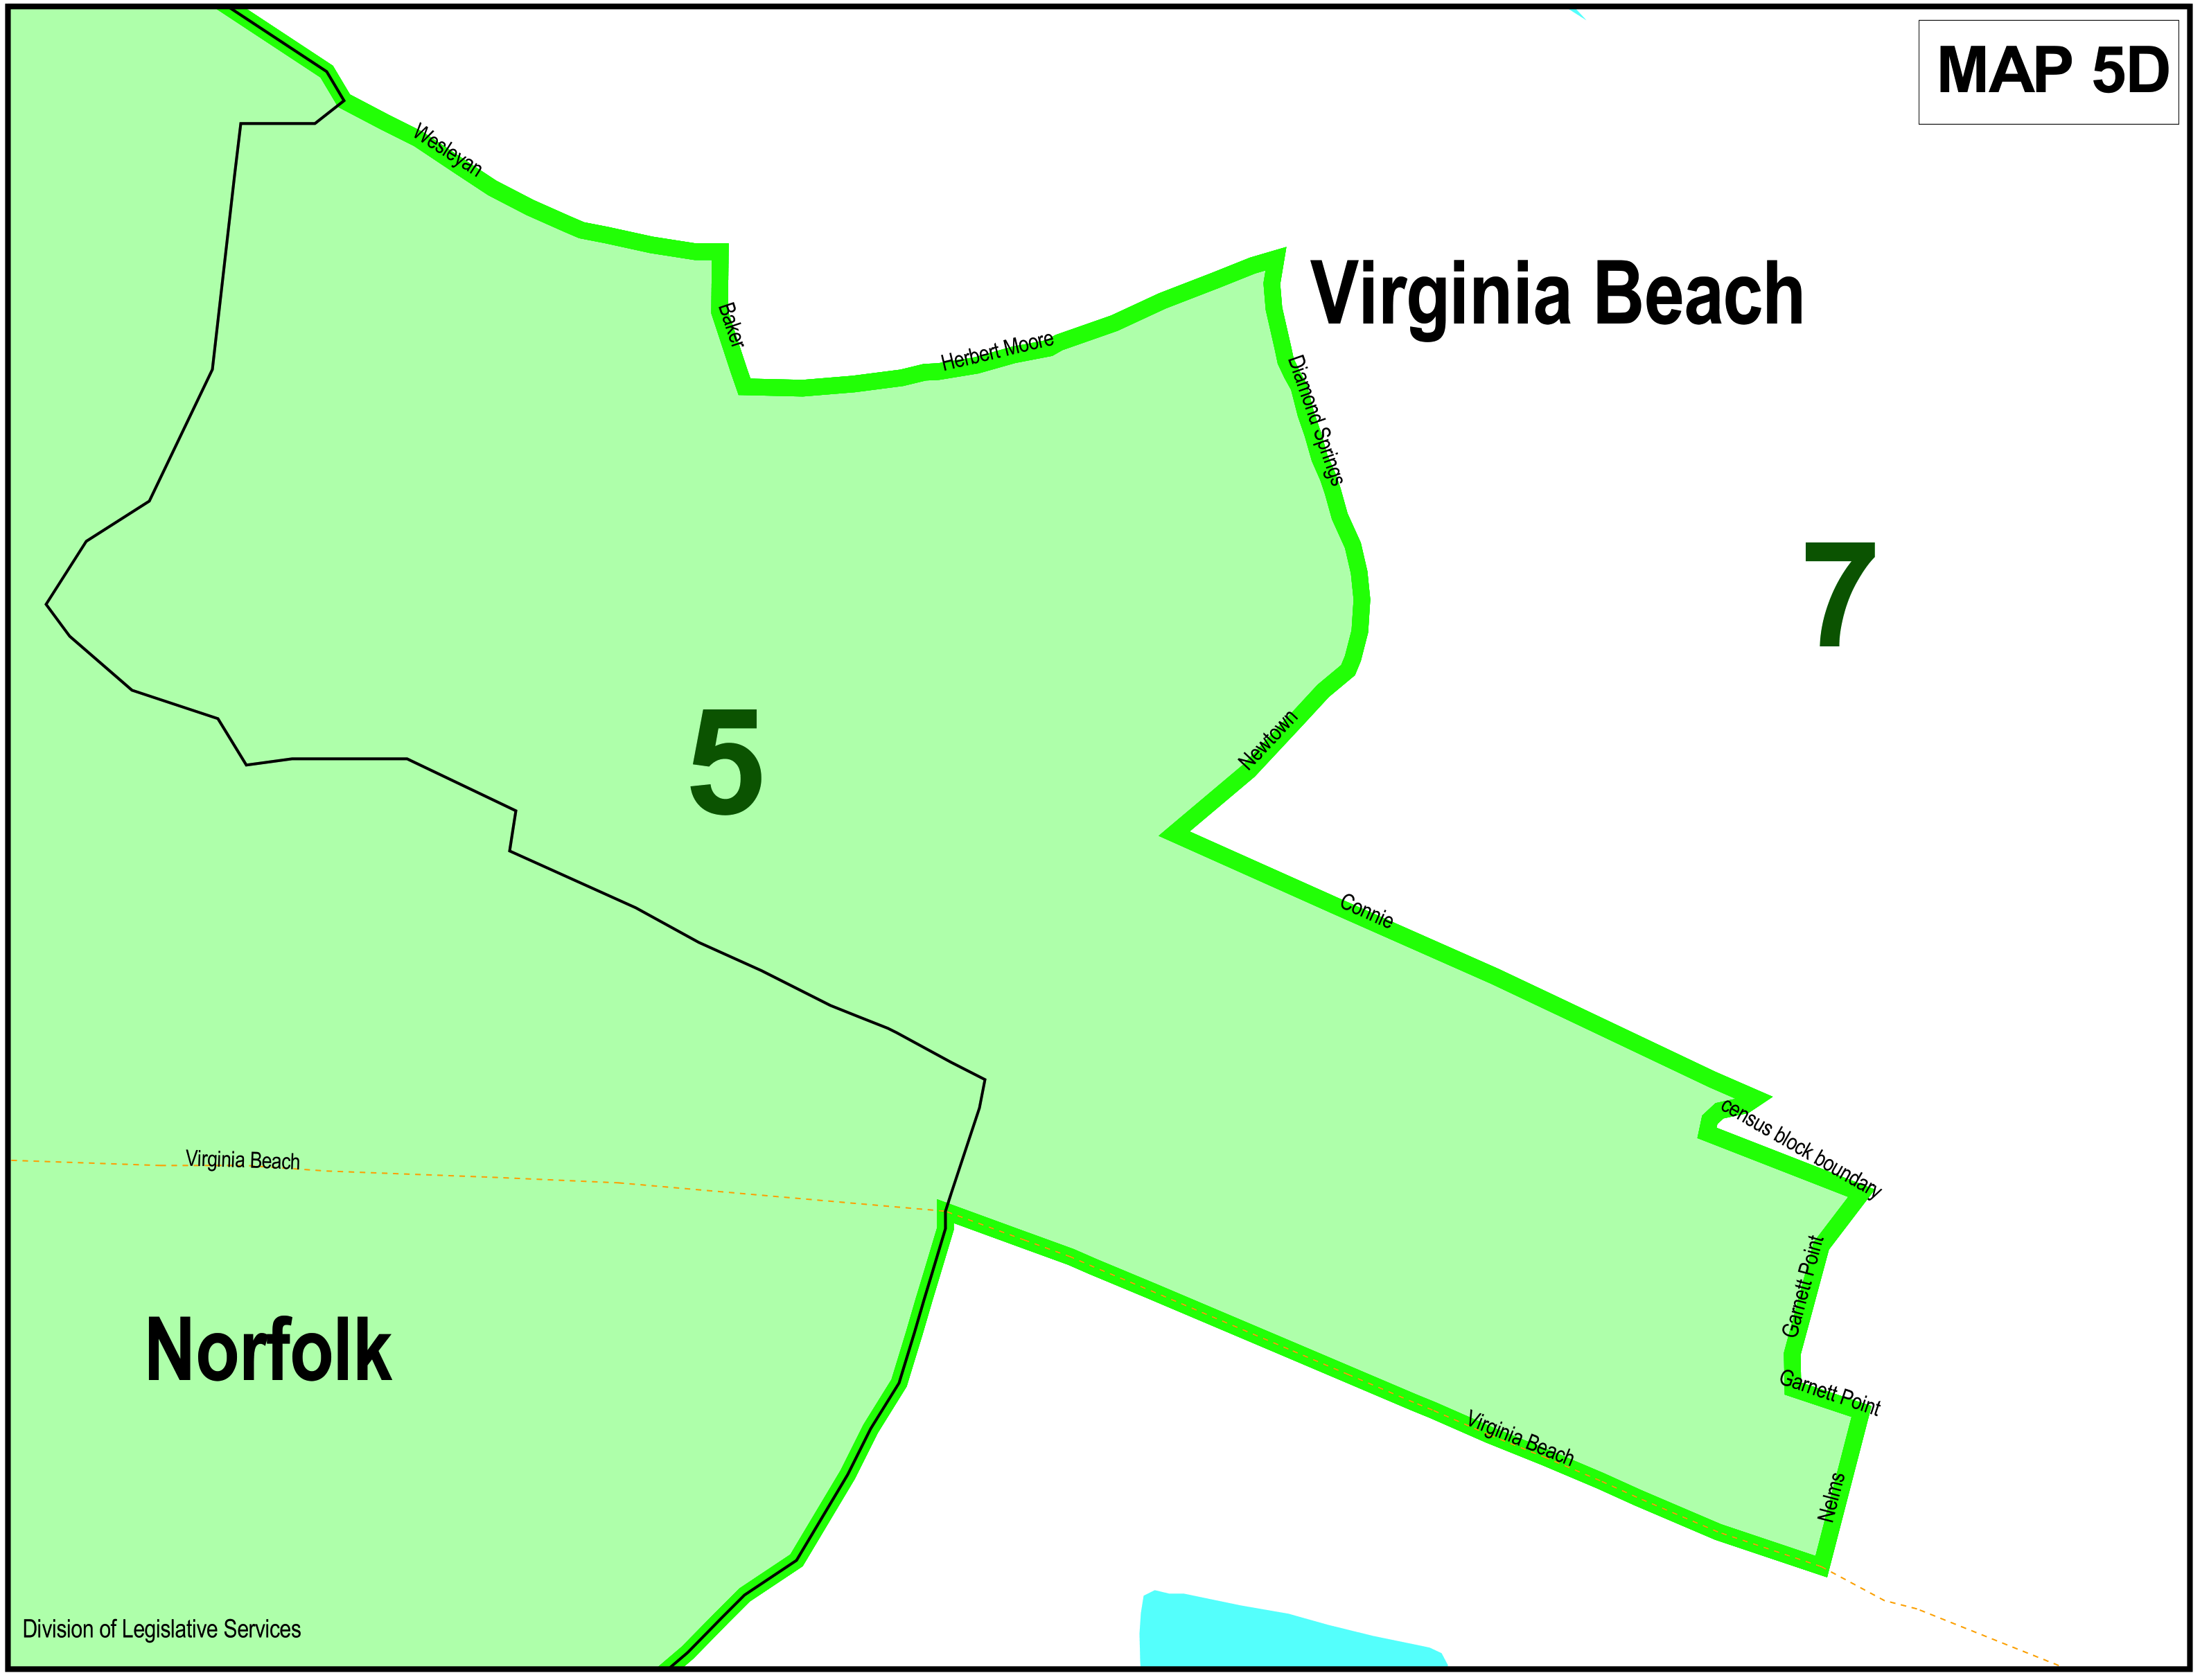 MAP 5D
Wesleyan
Virginia Beach
Baker
Herbert Moore
Diamond Springs
7
5
Newtown
Connie
census block boundary
Virginia Beach
Garnett Point
Norfolk
Garnett Point
Virginia Beach
Nelms
Division of Legislative Services